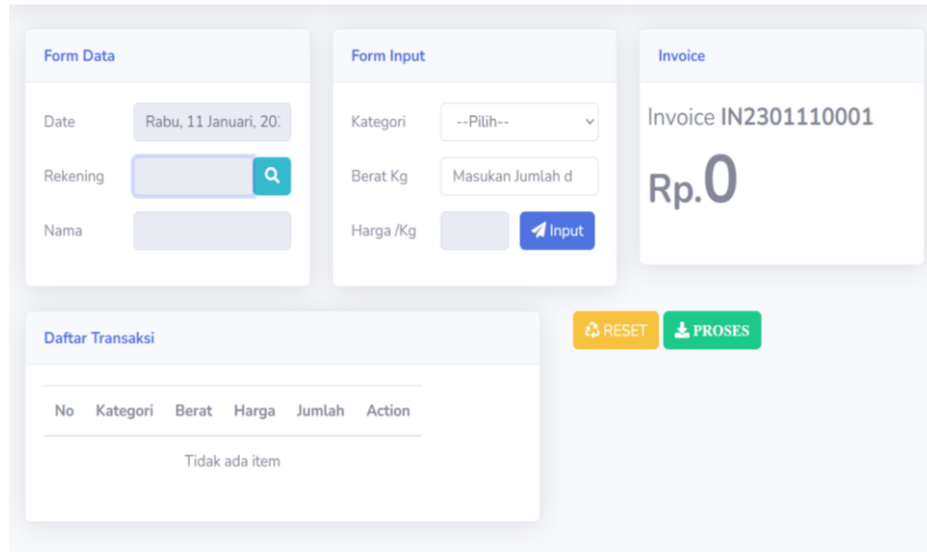 Form Data
Date Rabu, 11 Januari, 20
Rekening
Nama
Form Input
Kategori --Pilih--
Berat Kg Masukan Jumlah d
Harga /Kg Input
Invoice
Invoice IN2301110001
Rp.0
Daftar Transaksi
No Kategori Berat Harga Jumlah Action
Tidak ada item
RESET PROSES